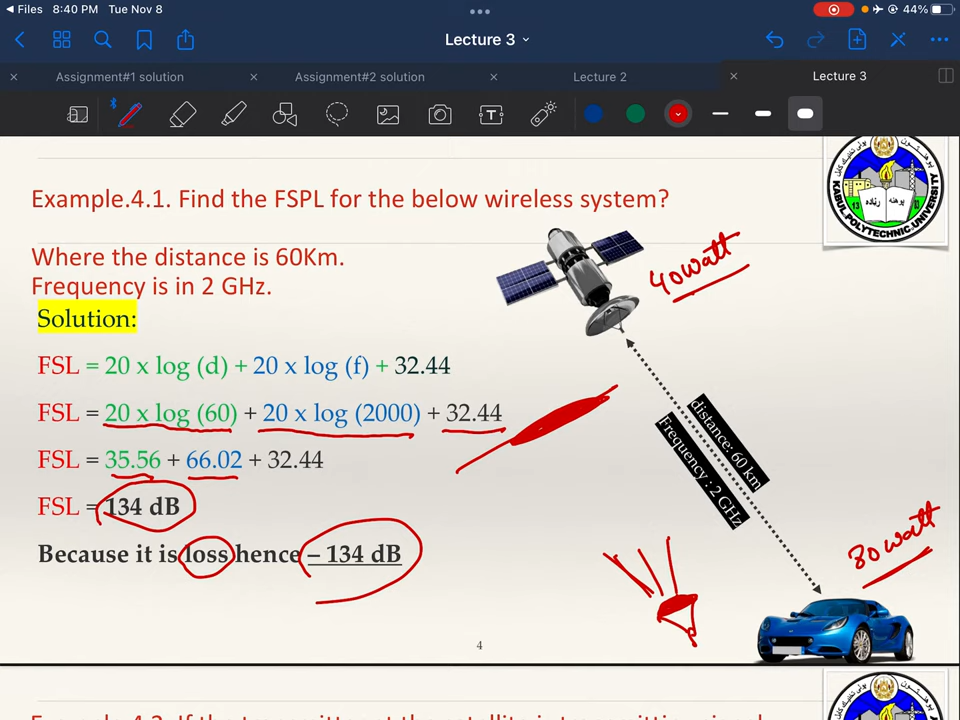 Files 8:40 PM Tue Nov 8 44%
Lecture 3
Assignment#1 solution Assignment#2 solution Lecture 2 Lecture 3
T
KABUL POLYTECHNIC UNIVERSITY
Example.4.1. Find the FSPL for the below wireless system?
Where the distance is 60Km.
Frequency is in 2 GHz.
40watt
Solution:
FSL = 20 x log (d) + 20 x log (f) + 32.44
FSL = 20 x log (60) + 20 x log (2000) + 32.44
FSL = 35.56 + 66.02 + 32.44
distance: 60 km
Frequency : 2 GHz
FSL = 134 dB
Because it is loss hence – 134 dB
30watt
4